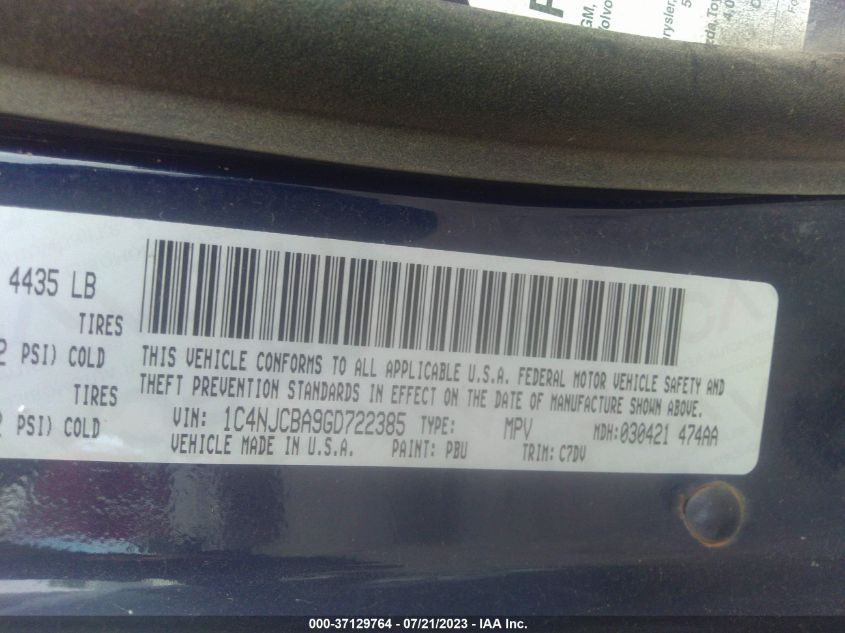 GM,
4435 LB
TIRES
PSI) COLD
TIRES
PSI) COLD
THIS VEHICLE CONFORMS TO ALL APPLICABLE U.S.A. FEDERAL MOTOR VEHICLE SAFETY AND
THEFT PREVENTION STANDARDS IN EFFECT ON THE DATE OF MANUFACTURE SHOWN ABOVE.
VIN: 1C4NJCBA9GD722385 TYPE: MPV MDH:030421 474AA
VEHICLE MADE IN U.S.A. PAINT: PBU TRIM: C7DV
000-37129764 / 07/21/2023 / IAA Inc.